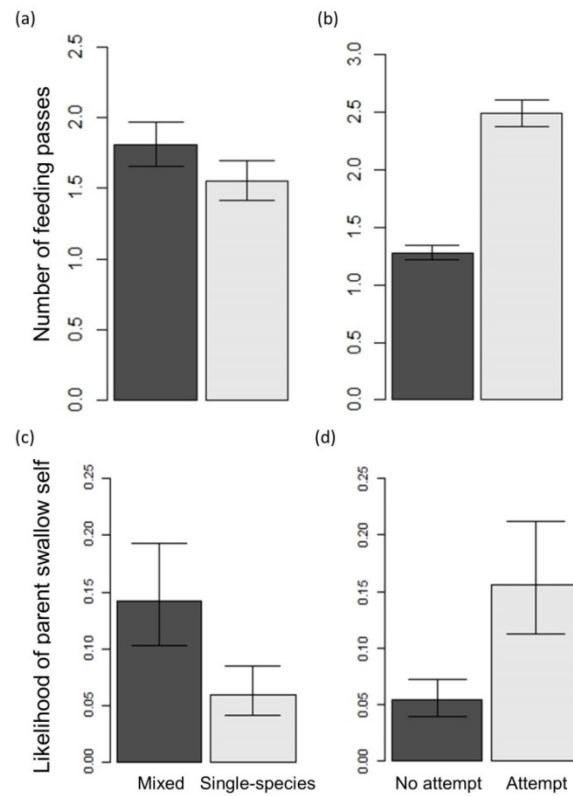 (a)
Number of feeding passes
0.0 0.5 1.0 1.5 2.0 2.5
(b)
0.0 0.5 1.0 1.5 2.0 2.5 3.0
(c)
Likelihood of parent swallow self
0.00 0.05 0.10 0.15 0.20 0.25
Mixed Single-species
(d)
0.00 0.05 0.10 0.15 0.20 0.25
No attempt Attempt